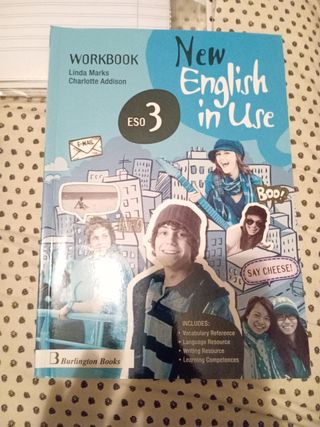 WORKBOOK
Linda Marks
Charlotte Addison
New
English
in Use
ESO 3
E-MAIL
BOO!
SAY CHEESE!
INCLUDES:
• Vocabulary Reference
• Language Resource
• Writing Resource
• Learning Competences
B Burlington Books